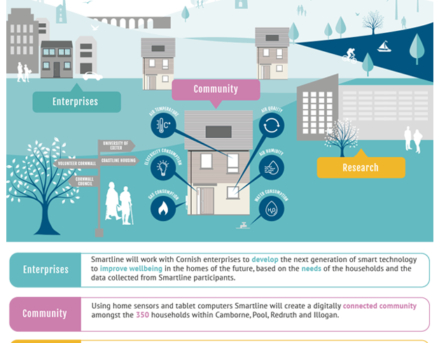 Community
Enterprises
AIR TEMPERATURE
AIR QUALITY
UNIVERSITY OF
EXETER
VOLUNTEER CORNWALL
COASTLINE HOUSING
CORNWALL
COUNCIL
ELECTRICITY CONSUMPTION
AIR HUMIDITY
GAS CONSUMPTION
WATER CONSUMPTION
Research
Enterprises
Smartline will work with Cornish enterprises to develop the next generation of smart technology
to improve wellbeing in the homes of the future, based on the needs of the households and the
data collected from Smartline participants.
Community
Using home sensors and tablet computers Smartline will create a digitally connected community
amongst the 350 households within Camborne, Pool, Redruth and Illogan.